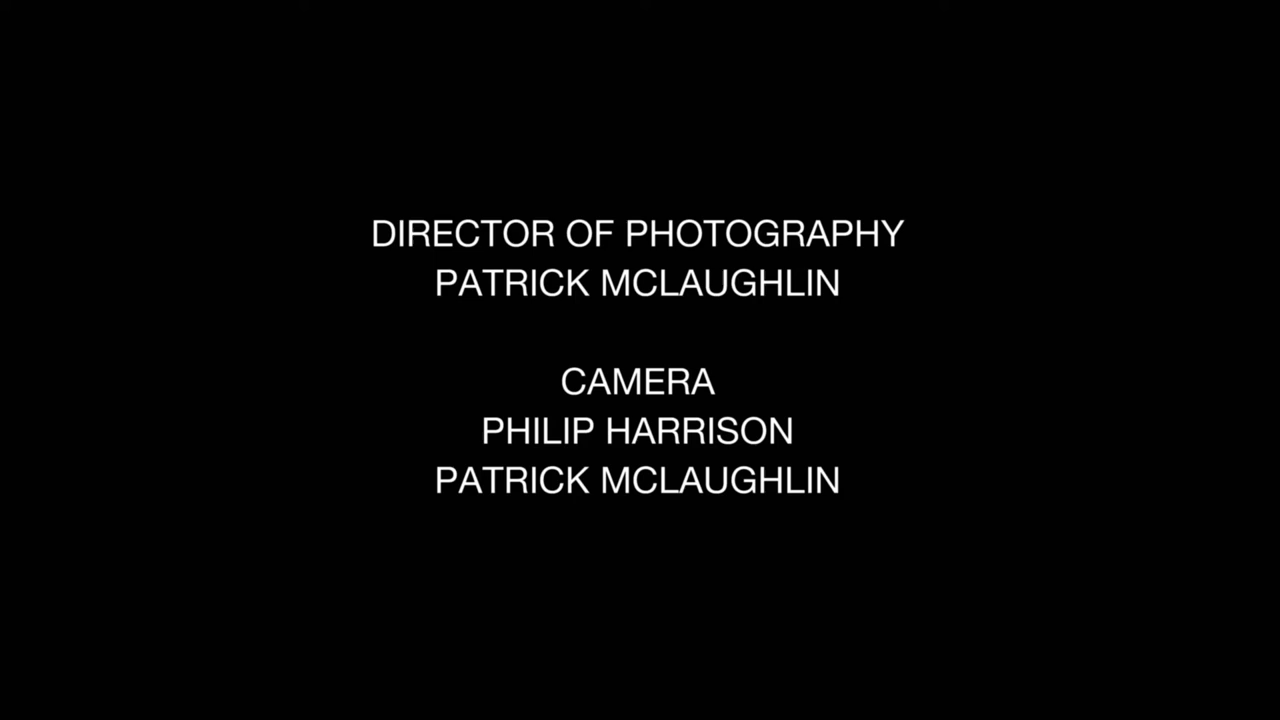 DIRECTOR OF PHOTOGRAPHY
PATRICK MCLAUGHLIN
CAMERA
PHILIP HARRISON
PATRICK MCLAUGHLIN